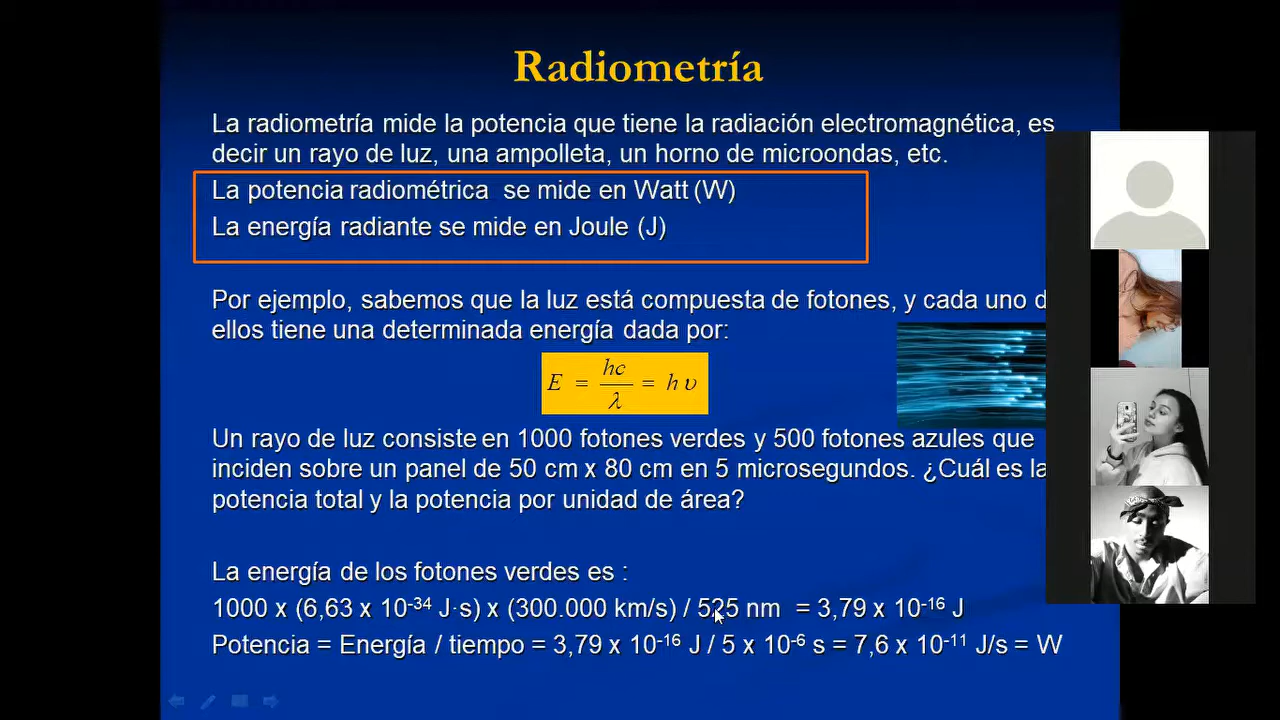 Radiometría
La radiometría mide la potencia que tiene la radiación electromagnética, es
decir un rayo de luz, una ampolleta, un horno de microondas, etc.
La potencia radiométrica se mide en Watt (W)
La energía radiante se mide en Joule (J)
Por ejemplo, sabemos que la luz está compuesta de fotones, y cada uno d
ellos tiene una determinada energía dada por:
E = hc/λ = h υ
Un rayo de luz consiste en 1000 fotones verdes y 500 fotones azules que
inciden sobre un panel de 50 cm x 80 cm en 5 microsegundos. ¿Cuál es la
potencia total y la potencia por unidad de área?
La energía de los fotones verdes es :
1000 x (6,63 x 10⁻³⁴ J·s) x (300.000 km/s) / 525 nm = 3,79 x 10⁻¹⁶ J
Potencia = Energía / tiempo = 3,79 x 10⁻¹⁶ J / 5 x 10⁻⁶ s = 7,6 x 10⁻¹¹ J/s = W